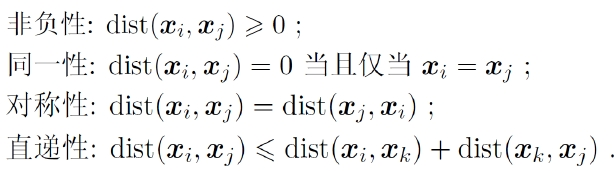 非负性: dist(𝒙ᵢ, 𝒙ⱼ) ⩾ 0 ;
同一性: dist(𝒙ᵢ, 𝒙ⱼ) = 0 当且仅当 𝒙ᵢ = 𝒙ⱼ ;
对称性: dist(𝒙ᵢ, 𝒙ⱼ) = dist(𝒙ⱼ, 𝒙ᵢ) ;
直递性: dist(𝒙ᵢ, 𝒙ⱼ) ⩽ dist(𝒙ᵢ, 𝒙ₖ) + dist(𝒙ₖ, 𝒙ⱼ) .